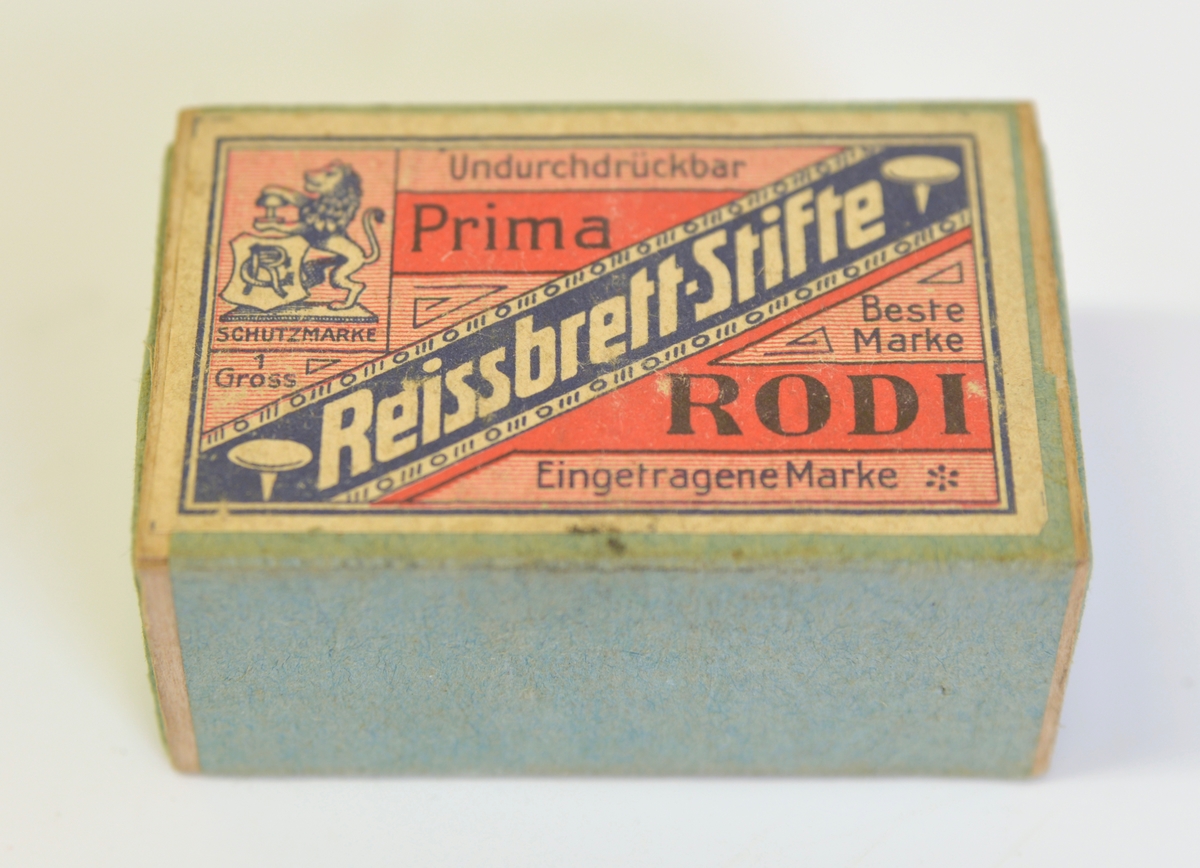 Undurchdrückbar
Prima
SCHUTZMARKE
1
Gross
Reissbrett-Stifte
Beste
Marke
RODI
Eingetragene Marke *